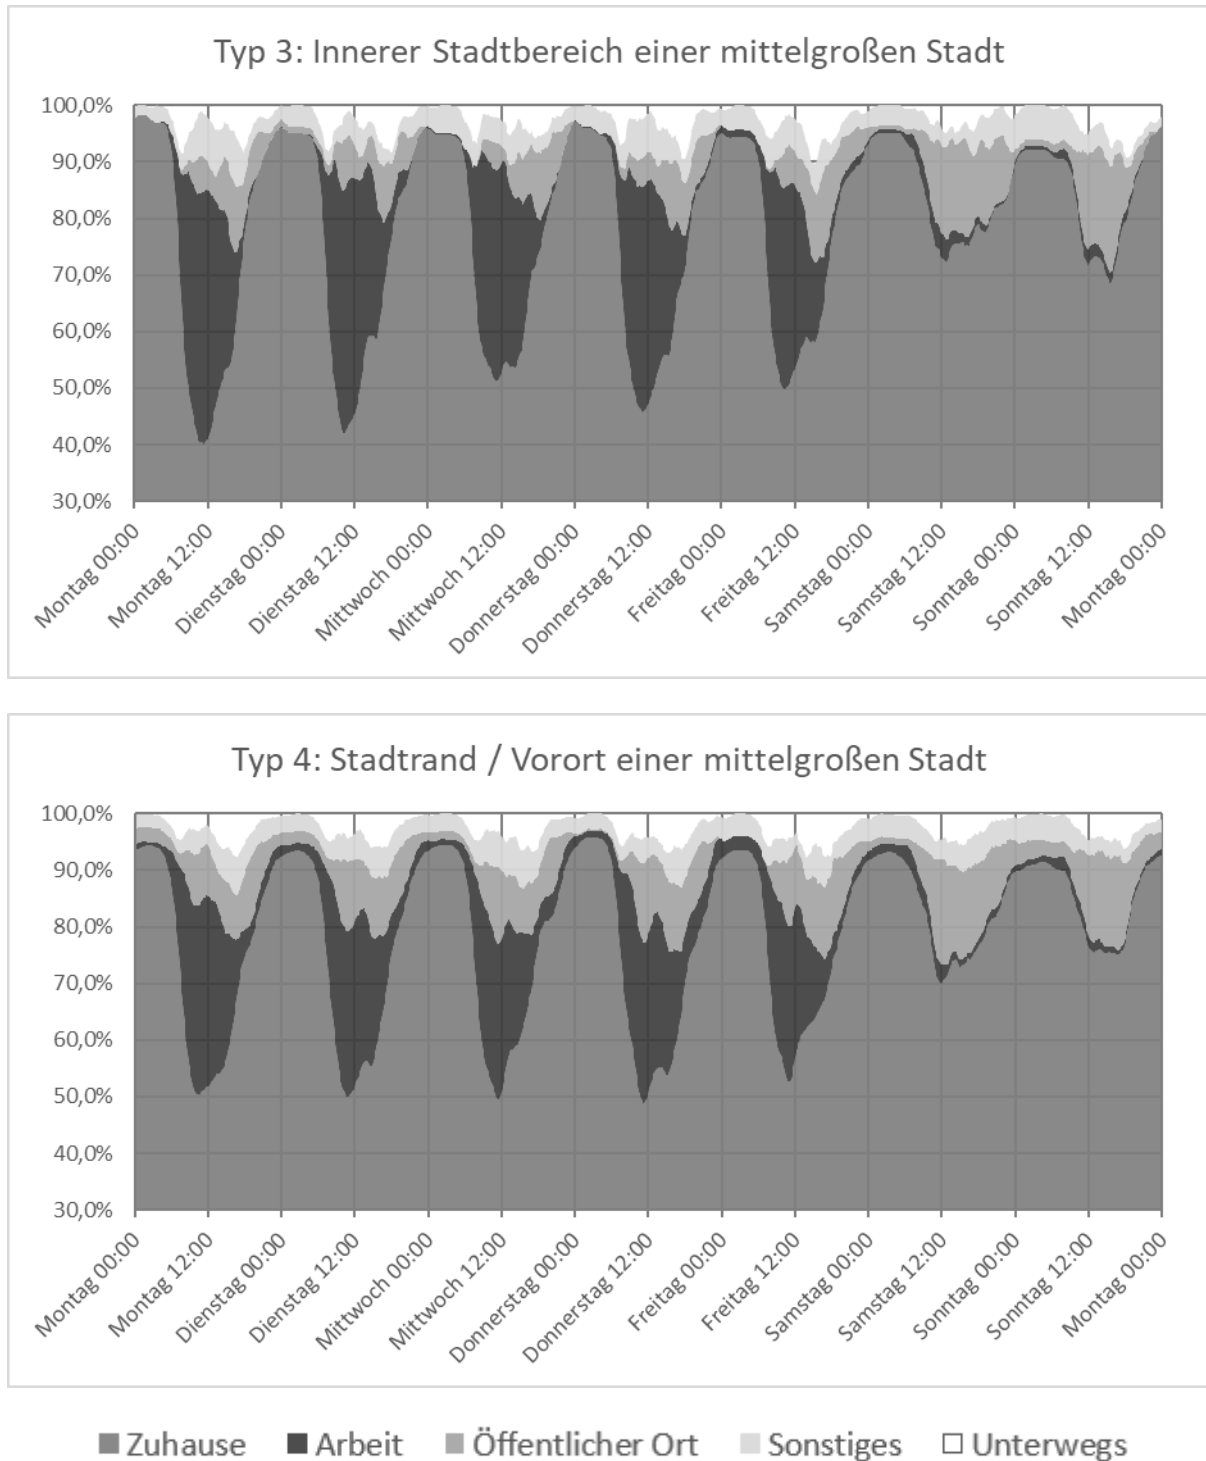 Typ 3: Innerer Stadtbereich einer mittelgroßen Stadt
100,0%
90,0%
80,0%
70,0%
60,0%
50,0%
40,0%
30,0%
Montag 00:00
Montag 12:00
Dienstag 00:00
Dienstag 12:00
Mittwoch 00:00
Mittwoch 12:00
Donnerstag 00:00
Donnerstag 12:00
Freitag 00:00
Freitag 12:00
Samstag 00:00
Samstag 12:00
Sonntag 00:00
Sonntag 12:00
Montag 00:00
Typ 4: Stadtrand / Vorort einer mittelgroßen Stadt
100,0%
90,0%
80,0%
70,0%
60,0%
50,0%
40,0%
30,0%
Montag 00:00
Montag 12:00
Dienstag 00:00
Dienstag 12:00
Mittwoch 00:00
Mittwoch 12:00
Donnerstag 00:00
Donnerstag 12:00
Freitag 00:00
Freitag 12:00
Samstag 00:00
Samstag 12:00
Sonntag 00:00
Sonntag 12:00
Montag 00:00
Zuhause Arbeit Öffentlicher Ort Sonstiges Unterwegs